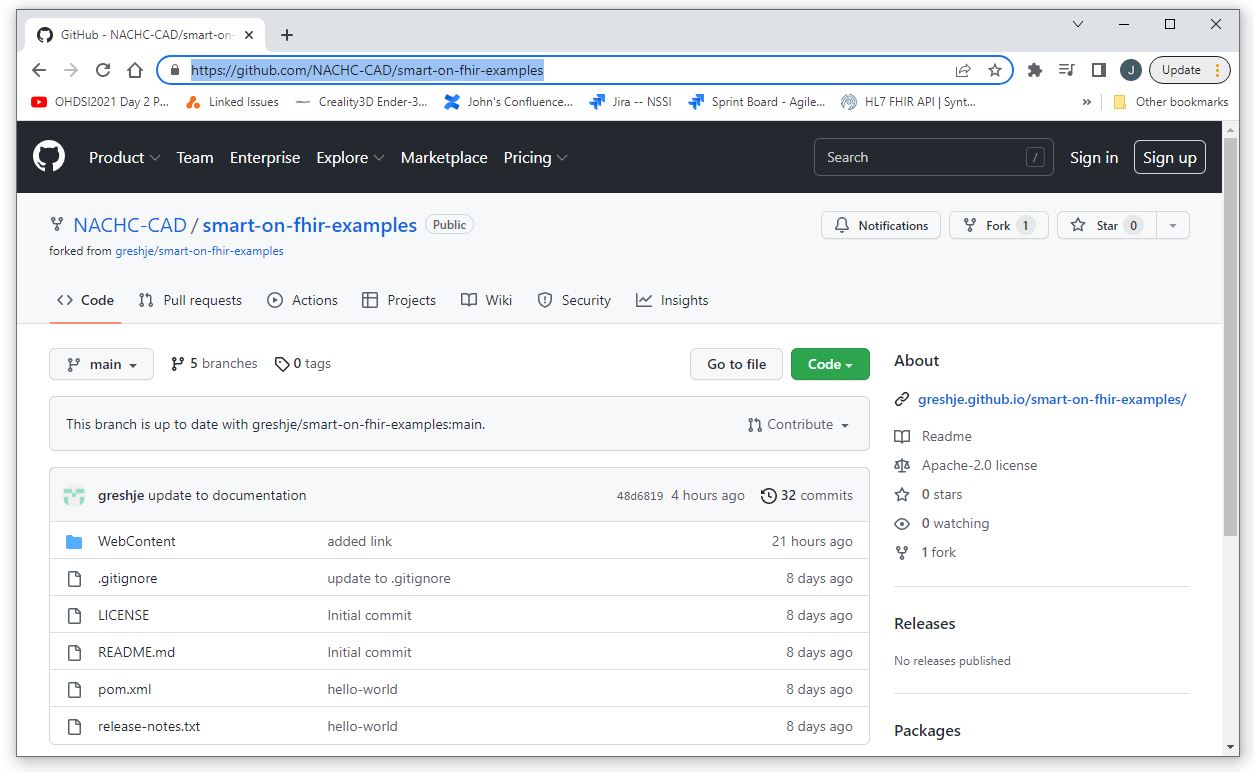 GitHub - NACHC-CAD/smart-on-
https://github.com/NACHC-CAD/smart-on-fhir-examples
J
Update
OHDSI2021 Day 2 P...
Linked Issues
Creality3D Ender-3...
John's Confluence...
Jira -- NSSI
Sprint Board - Agile...
HL7 FHIR API | Synt...
»
Other bookmarks
Product
Team
Enterprise
Explore
Marketplace
Pricing
Search
/
Sign in
Sign up
NACHC-CAD / smart-on-fhir-examples
Public
Notifications
Fork 1
Star 0
forked from greshje/smart-on-fhir-examples
Code
Pull requests
Actions
Projects
Wiki
Security
Insights
main
5 branches
0 tags
Go to file
Code
This branch is up to date with greshje/smart-on-fhir-examples:main.
Contribute
greshje update to documentation
48d6819 4 hours ago
32 commits
WebContent added link 21 hours ago
.gitignore update to .gitignore 8 days ago
LICENSE Initial commit 8 days ago
README.md Initial commit 8 days ago
pom.xml hello-world 8 days ago
release-notes.txt hello-world 8 days ago
About
greshje.github.io/smart-on-fhir-examples/
Readme
Apache-2.0 license
0 stars
0 watching
1 fork
Releases
No releases published
Packages